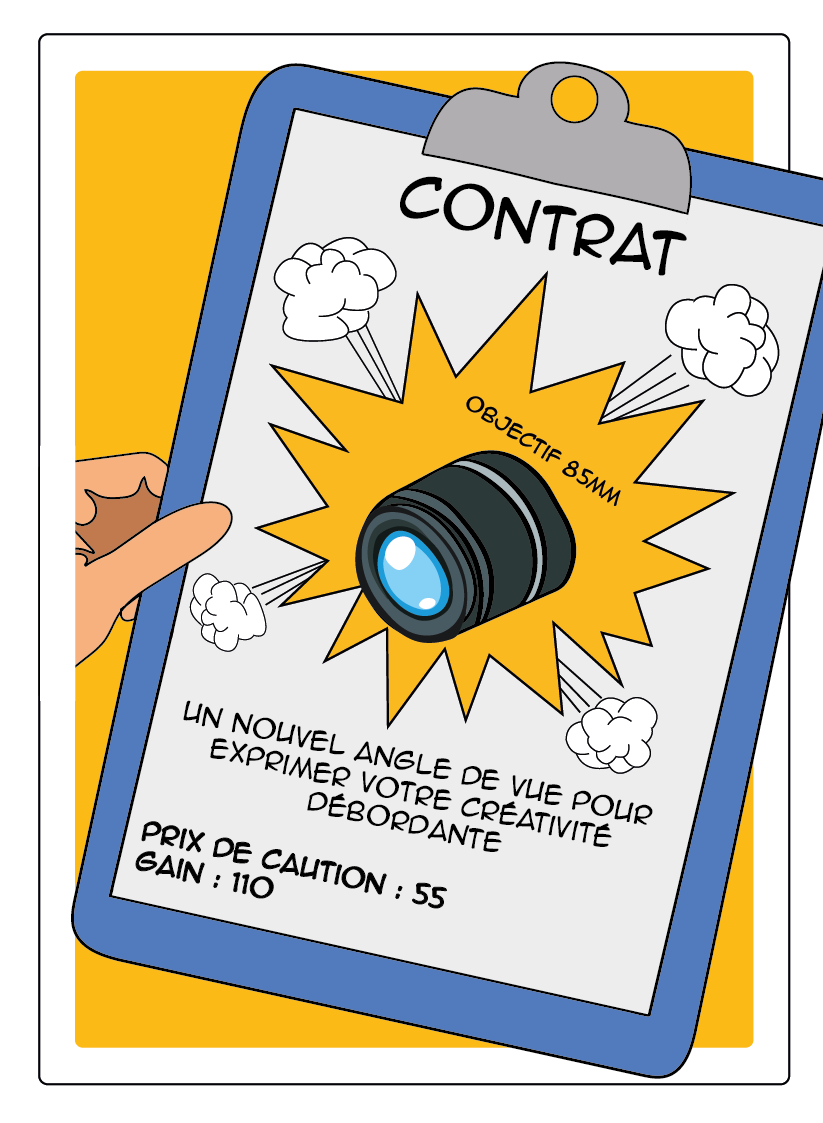 CONTRAT
OBJECTIF 85MM
UN NOUVEL ANGLE DE VUE POUR
EXPRIMER VOTRE CRÉATIVITÉ
DÉBORDANTE
PRIX DE CAUTION : 55
GAIN : 110